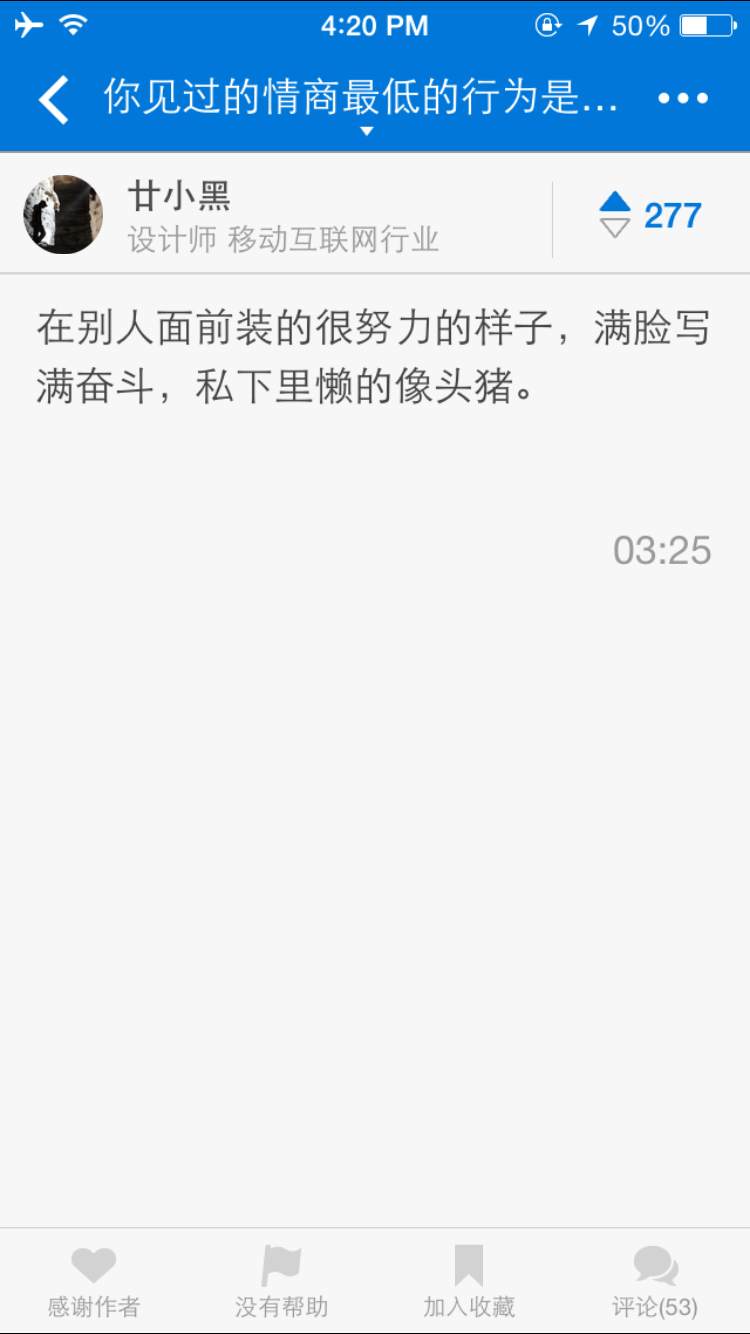 4:20 PM
50%
你见过的情商最低的行为是...
廿小黑
设计师 移动互联网行业
277
在别人面前装的很努力的样子，满脸写
满奋斗，私下里懒的像头猪。
03:25
感谢作者
没有帮助
加入收藏
评论(53)